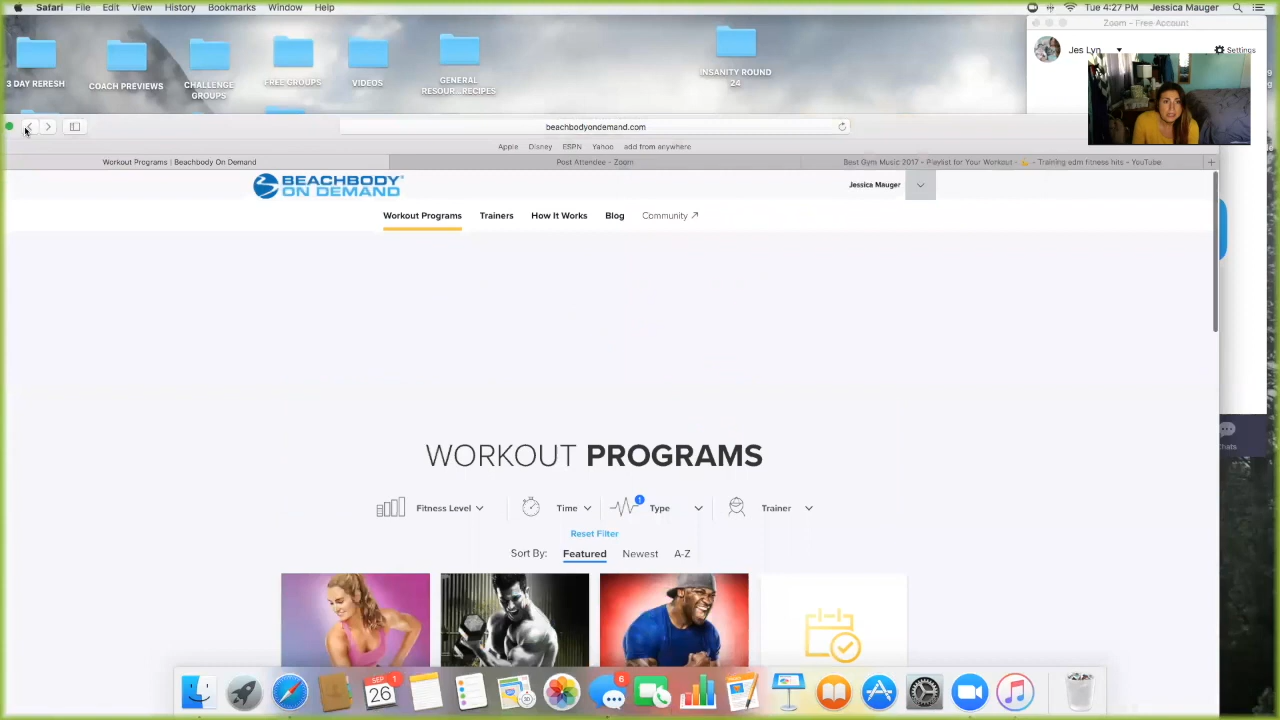 Safari File Edit View History Bookmarks Window Help Tue 4:27 PM Jessica Mauger
Zoom - Free Account
Jes Lyn Settings
3 DAY RERESH
COACH PREVIEWS
CHALLENGE
GROUPS
FREE GROUPS
VIDEOS
GENERAL
RESOUR...RECIPES
INSANITY ROUND
24
beachbodyondemand.com
Apple Disney ESPN Yahoo add from anywhere
Workout Programs | Beachbody On Demand Post Attendee - Zoom Best Gym Music 2017 - Playlist for Your Workout - 💪 - Training edm fitness hits - YouTube
BEACHBODY
ON DEMAND
Jessica Mauger
Workout Programs Trainers How It Works Blog Community
WORKOUT PROGRAMS
Fitness Level Time 1 Type Trainer
Reset Filter
Sort By: Featured Newest A-Z
SEP 1
26
6